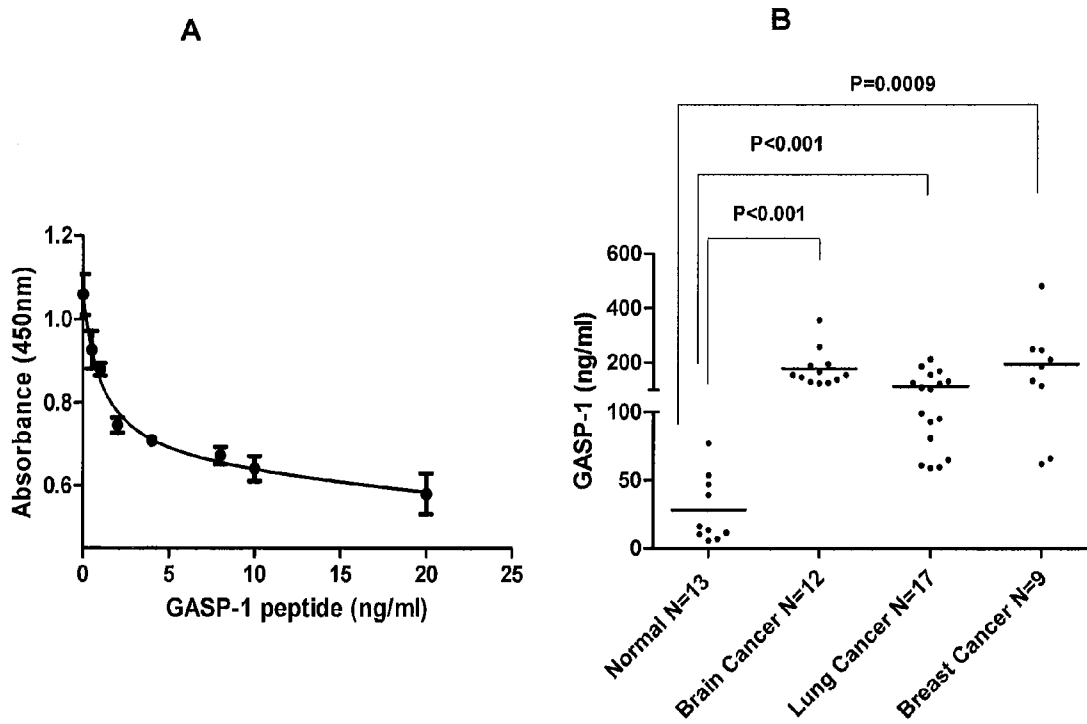 A
B
P=0.0009
P<0.001
P<0.001
Absorbance (450nm)
1.2
1.0
0.8
0.6
0
5
10
15
20
25
GASP-1 peptide (ng/ml)
GASP-1 (ng/ml)
600
400
200
100
50
0
Normal N=13
Brain Cancer N=12
Lung Cancer N=17
Breast Cancer N=9